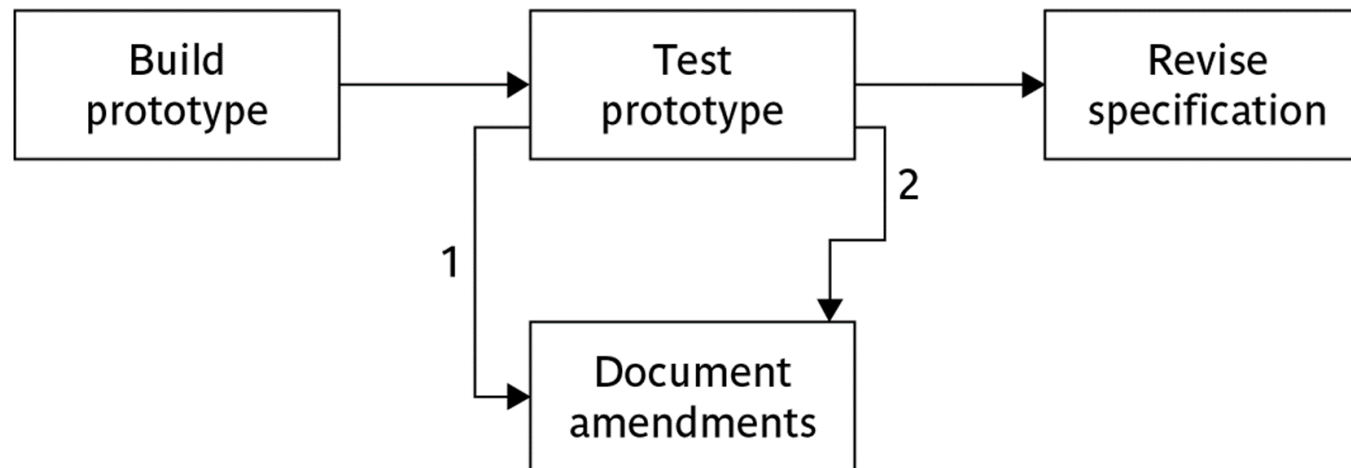 Build
prototype
Test
prototype
Revise
specification
1
2
Document
amendments